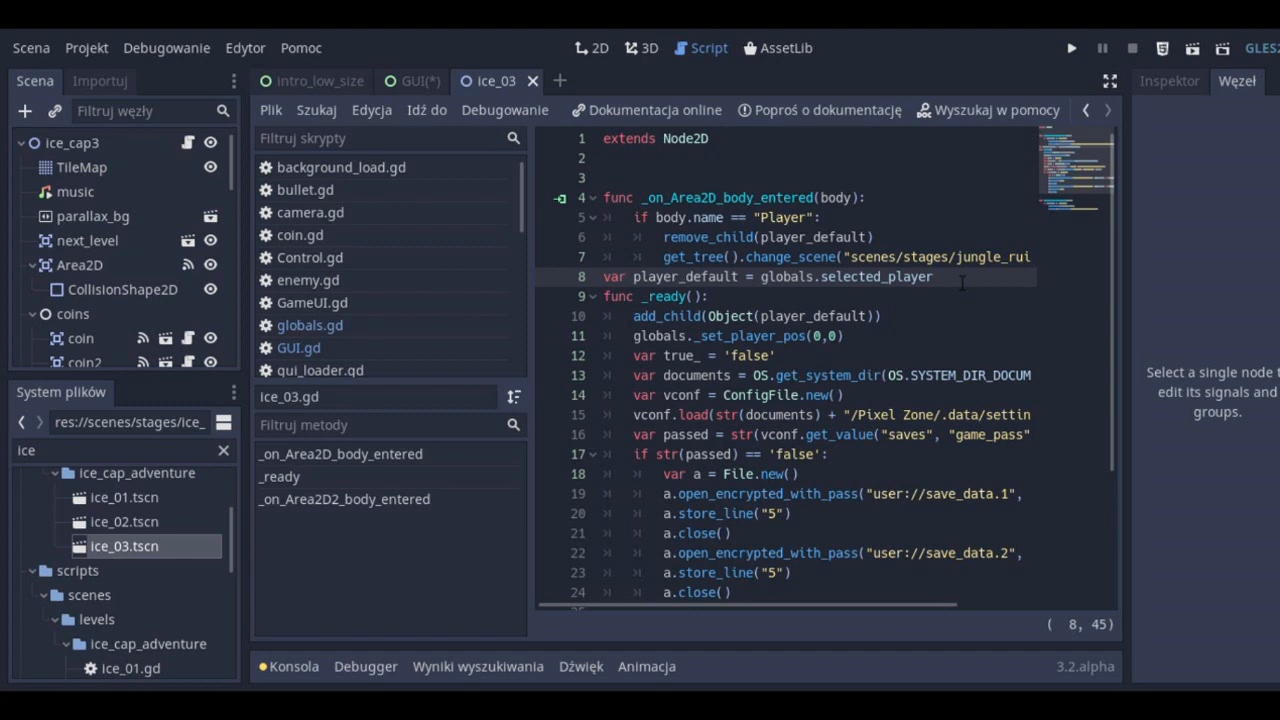 Scena Projekt Debugowanie Edytor Pomoc
2D 3D Script AssetLib
GLES2
Scena Importuj
Filtruj węzły
ice_cap3
TileMap
music
parallax_bg
next_level
Area2D
CollisionShape2D
coins
coin
coin2
System plików
res://scenes/stages/ice_
ice
ice_cap_adventure
ice_01.tscn
ice_02.tscn
ice_03.tscn
scripts
scenes
levels
ice_cap_adventure
ice_01.gd
intro_low_size GUI(*) ice_03
Plik Szukaj Edycja Idź do Debugowanie
Dokumentacja online Poproś o dokumentację Wyszukaj w pomocy
Filtruj skrypty
background_load.gd
bullet.gd
camera.gd
coin.gd
Control.gd
enemy.gd
GameUI.gd
globals.gd
GUI.gd
gui_loader.gd
ice_03.gd
Filtruj metody
_on_Area2D_body_entered
_ready
_on_Area2D2_body_entered
1 extends Node2D
2
3
4 func _on_Area2D_body_entered(body):
5 if body.name == "Player":
6 remove_child(player_default)
7 get_tree().change_scene("scenes/stages/jungle_rui
8 var player_default = globals.selected_player
9 func _ready():
10 add_child(Object(player_default))
11 globals._set_player_pos(0,0)
12 var true_ = 'false'
13 var documents = OS.get_system_dir(OS.SYSTEM_DIR_DOCUM
14 var vconf = ConfigFile.new()
15 vconf.load(str(documents) + "/Pixel Zone/.data/settin
16 var passed = str(vconf.get_value("saves", "game_pass"
17 if str(passed) == 'false':
18 var a = File.new()
19 a.open_encrypted_with_pass("user://save_data.1",
20 a.store_line("5")
21 a.close()
22 a.open_encrypted_with_pass("user://save_data.2",
23 a.store_line("5")
24 a.close()
( 8, 45)
Konsola Debugger Wyniki wyszukiwania Dźwięk Animacja
3.2.alpha
Inspektor Węzeł
Select a single node t
edit its signals and
groups.